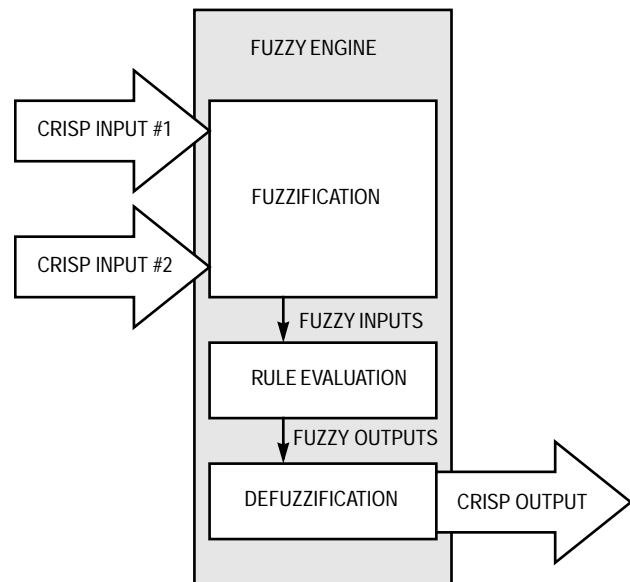 FUZZY ENGINE
CRISP INPUT #1
FUZZIFICATION
CRISP INPUT #2
FUZZY INPUTS
RULE EVALUATION
FUZZY OUTPUTS
DEFUZZIFICATION
CRISP OUTPUT